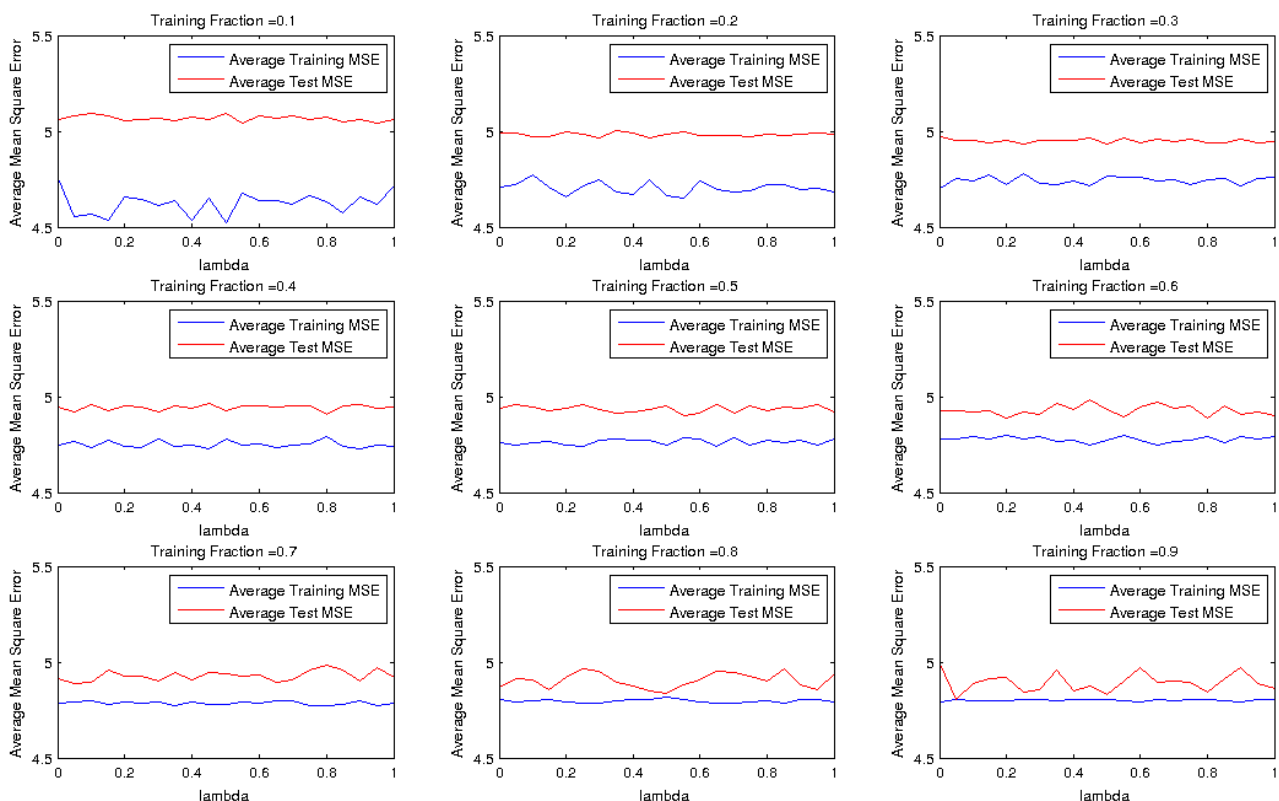 Training Fraction =0.1
5.5
5
4.5
Average Mean Square Error
Average Training MSE
Average Test MSE
0 0.2 0.4 0.6 0.8 1
lambda
Training Fraction =0.2
5.5
5
4.5
Average Mean Square Error
Average Training MSE
Average Test MSE
0 0.2 0.4 0.6 0.8 1
lambda
Training Fraction =0.3
5.5
5
4.5
Average Mean Square Error
Average Training MSE
Average Test MSE
0 0.2 0.4 0.6 0.8 1
lambda
Training Fraction =0.4
5.5
5
4.5
Average Mean Square Error
Average Training MSE
Average Test MSE
0 0.2 0.4 0.6 0.8 1
lambda
Training Fraction =0.5
5.5
5
4.5
Average Mean Square Error
Average Training MSE
Average Test MSE
0 0.2 0.4 0.6 0.8 1
lambda
Training Fraction =0.6
5.5
5
4.5
Average Mean Square Error
Average Training MSE
Average Test MSE
0 0.2 0.4 0.6 0.8 1
lambda
Training Fraction =0.7
5.5
5
4.5
Average Mean Square Error
Average Training MSE
Average Test MSE
0 0.2 0.4 0.6 0.8 1
lambda
Training Fraction =0.8
5.5
5
4.5
Average Mean Square Error
Average Training MSE
Average Test MSE
0 0.2 0.4 0.6 0.8 1
lambda
Training Fraction =0.9
5.5
5
4.5
Average Mean Square Error
Average Training MSE
Average Test MSE
0 0.2 0.4 0.6 0.8 1
lambda